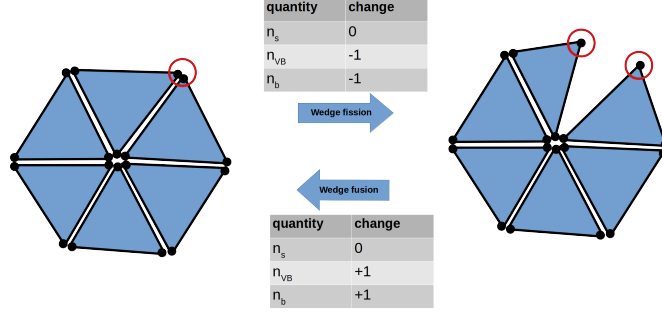 quantity change
n_s 0
n_VB -1
n_b -1
Wedge fission
Wedge fusion
quantity change
n_s 0
n_VB +1
n_b +1